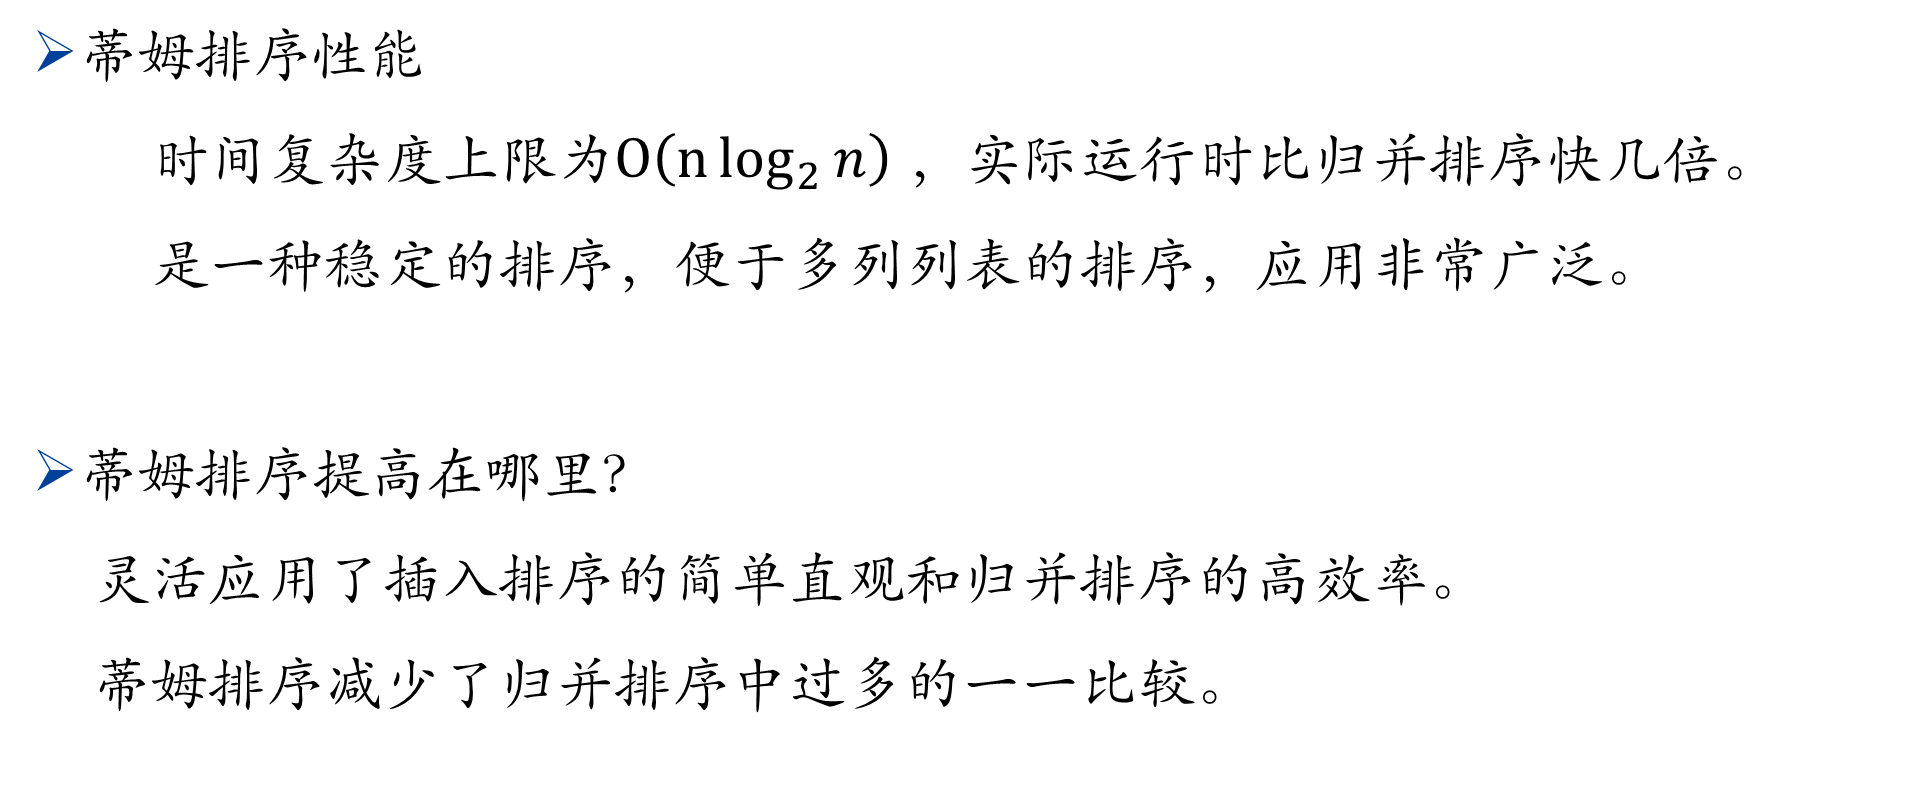 ➢蒂姆排序性能
时间复杂度上限为O(n log₂ n) ，实际运行时比归并排序快几倍。
是一种稳定的排序，便于多列列表的排序，应用非常广泛。
➢蒂姆排序提高在哪里？
灵活应用了插入排序的简单直观和归并排序的高效率。
蒂姆排序减少了归并排序中过多的一一比较。